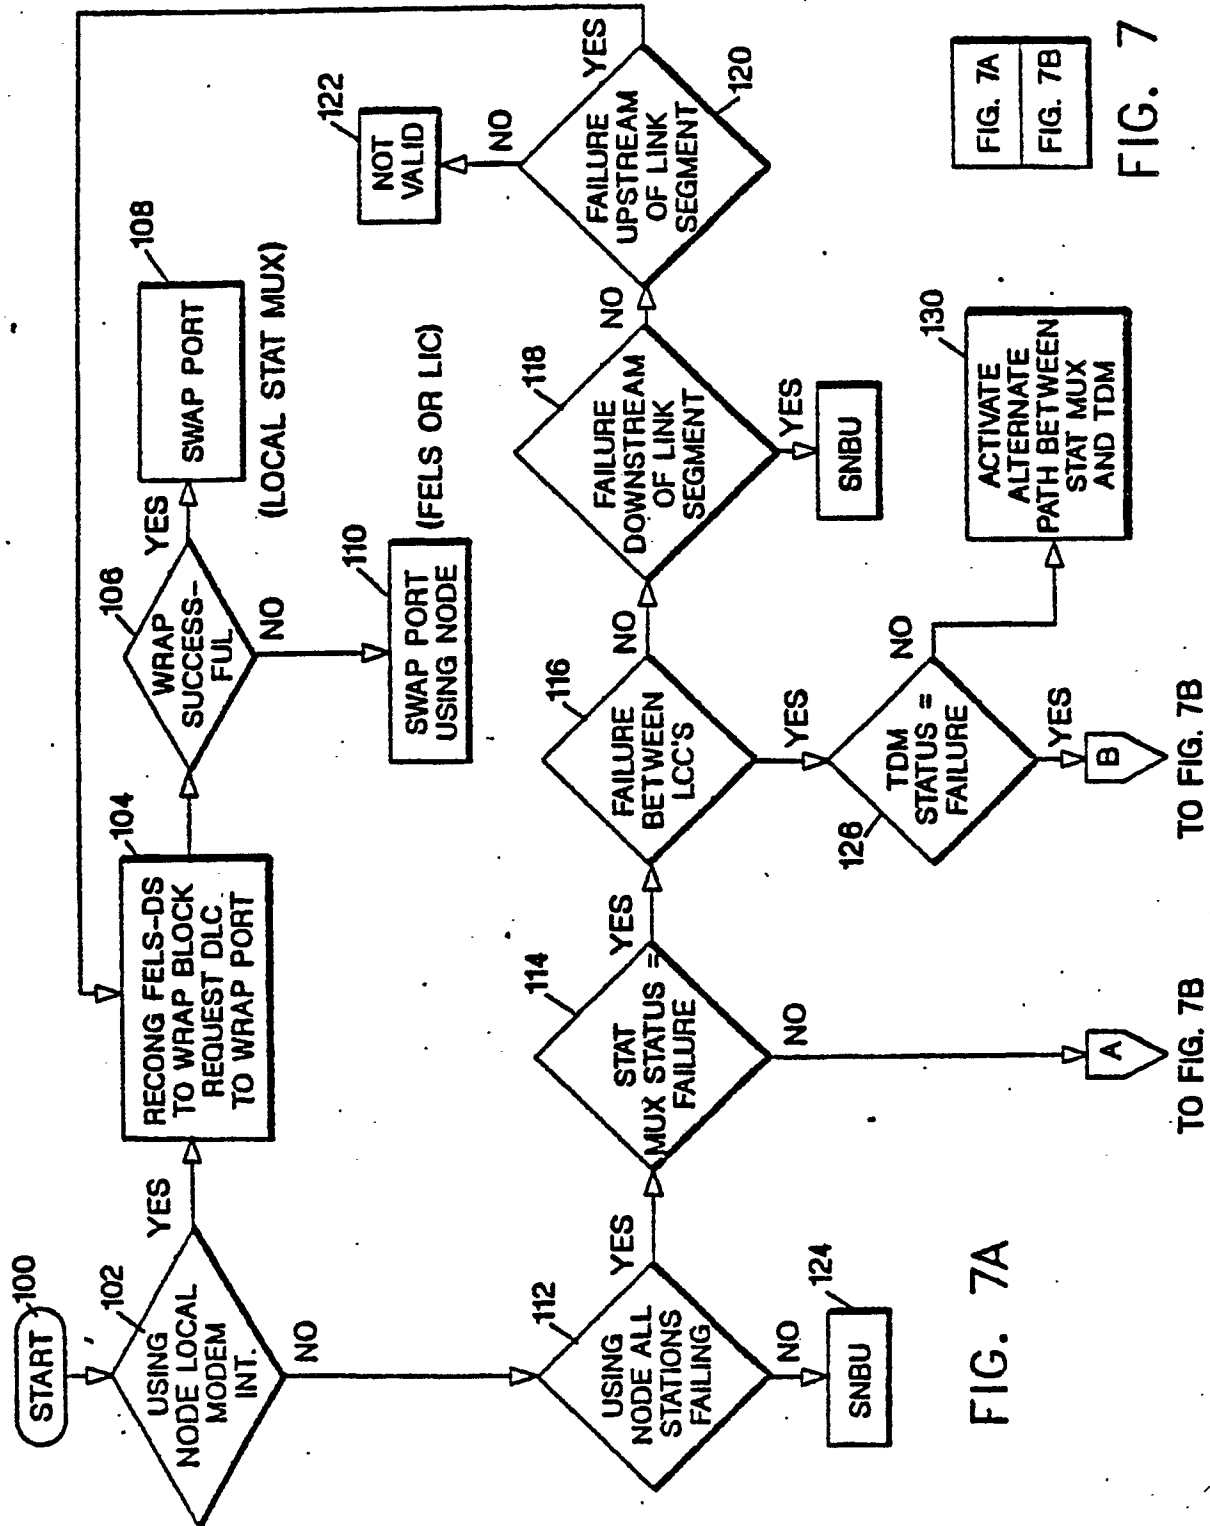 START
100
USING
NODE LOCAL
MODEM
INT.
102
YES
NO
RECONG FELS-DS
TO WRAP BLOCK
REQUEST DLC
TO WRAP PORT
104
WRAP
SUCCESS-
FUL
106
YES
NO
SWAP PORT
108
(LOCAL STAT MUX)
SWAP PORT
USING NODE
110
(FELS OR LIC)
USING
NODE ALL
STATIONS
FAILING
112
YES
NO
SNBU
124
STAT
MUX STATUS =
FAILURE
114
YES
NO
A
TO FIG. 7B
FAILURE
BETWEEN
LCC'S
116
NO
YES
TDM
STATUS =
FAILURE
126
NO
YES
B
TO FIG. 7B
ACTIVATE
ALTERNATE
PATH BETWEEN
STAT MUX
AND TDM
130
FAILURE
DOWNSTREAM
OF LINK
SEGMENT
118
NO
YES
SNBU
FAILURE
UPSTREAM
OF LINK
SEGMENT
120
YES
NO
NOT
VALID
122
FIG. 7A
FIG. 7A
FIG. 7B
FIG. 7